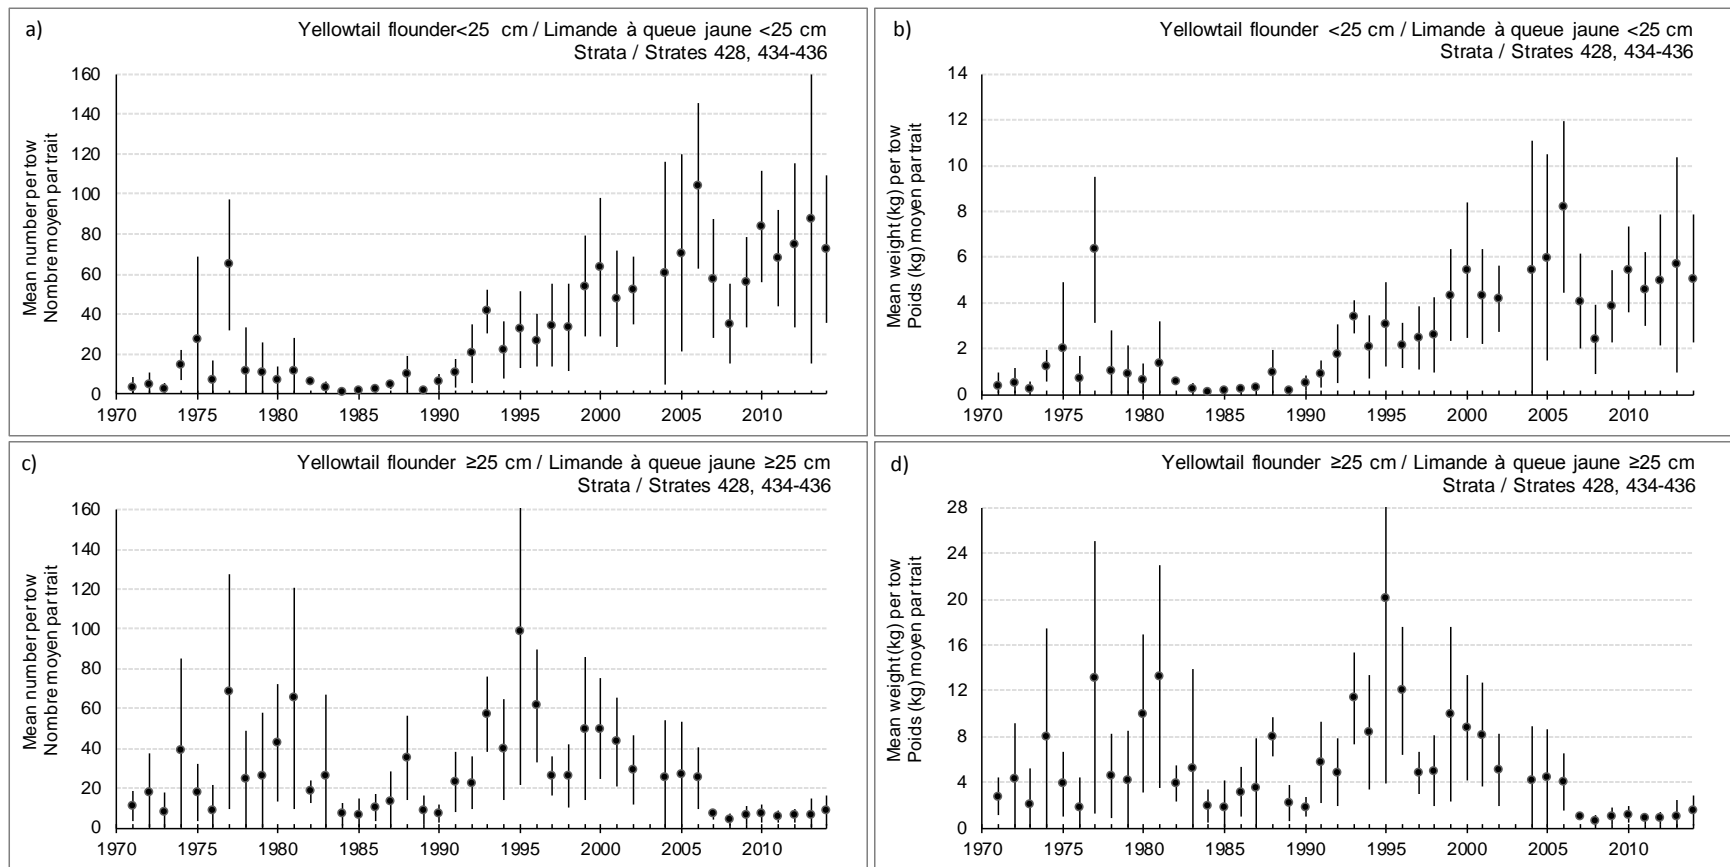 a)
Yellowtail flounder<25 cm / Limande à queue jaune <25 cm
Strata / Strates 428, 434-436
Mean number per tow
Nombre moyen par trait
160
140
120
100
80
60
40
20
0
1970 1975 1980 1985 1990 1995 2000 2005 2010
b)
Yellowtail flounder <25 cm / Limande à queue jaune <25 cm
Strata / Strates 428, 434-436
Mean weight (kg) per tow
Poids (kg) moyen par trait
14
12
10
8
6
4
2
0
1970 1975 1980 1985 1990 1995 2000 2005 2010
c)
Yellowtail flounder ≥25 cm / Limande à queue jaune ≥25 cm
Strata / Strates 428, 434-436
Mean number per tow
Nombre moyen par trait
160
140
120
100
80
60
40
20
0
1970 1975 1980 1985 1990 1995 2000 2005 2010
d)
Yellowtail flounder ≥25 cm / Limande à queue jaune ≥25 cm
Strata / Strates 428, 434-436
Mean weight (kg) per tow
Poids (kg) moyen par trait
28
24
20
16
12
8
4
0
1970 1975 1980 1985 1990 1995 2000 2005 2010